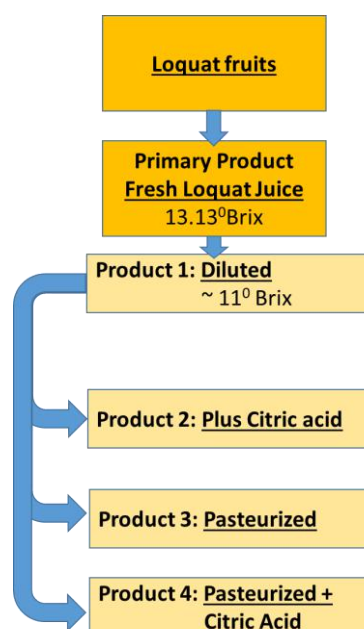 Loquat fruits
Primary Product
Fresh Loquat Juice
13.13⁰Brix
Product 1: Diluted
~ 11⁰ Brix
Product 2: Plus Citric acid
Product 3: Pasteurized
Product 4: Pasteurized +
Citric Acid